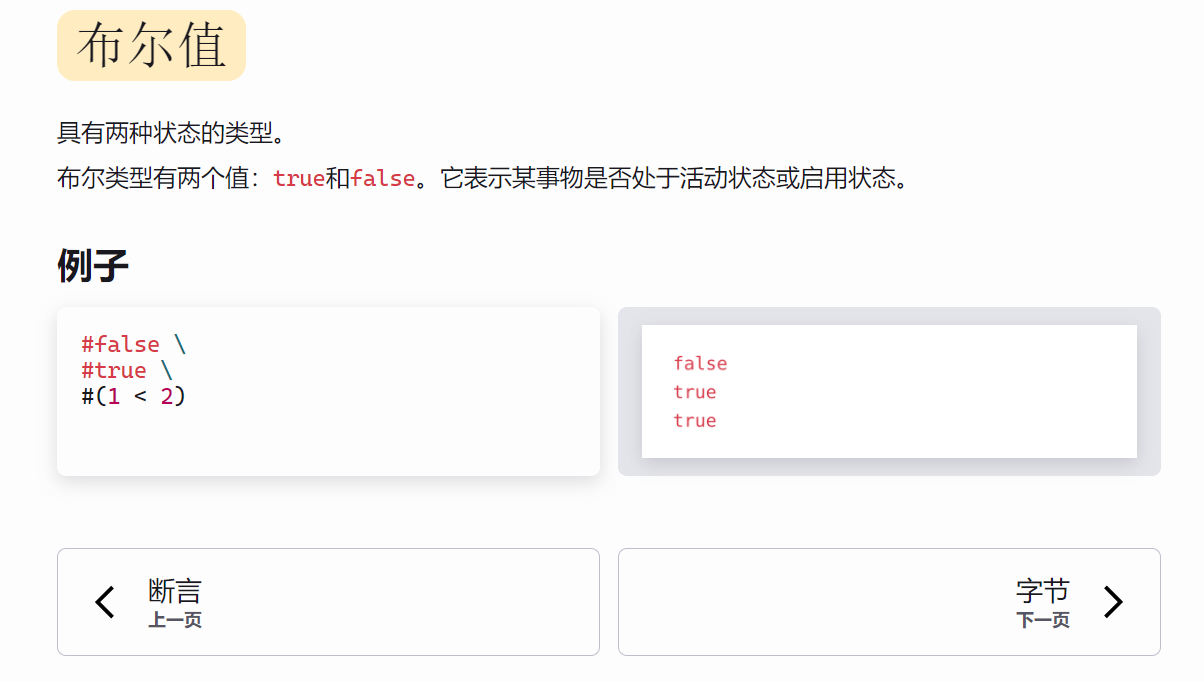 布尔值
具有两种状态的类型。
布尔类型有两个值：true和false。它表示某事物是否处于活动状态或启用状态。
例子
#false \
#true \
#(1 < 2)
false
true
true
断言
上一页
字节
下一页